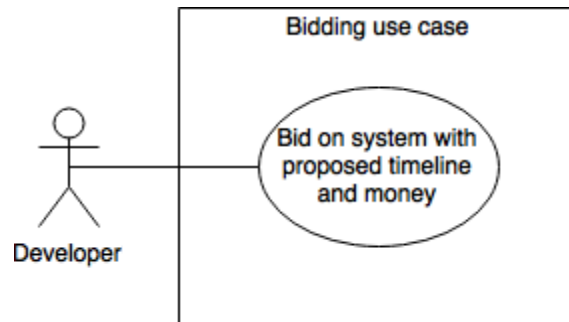 Bidding use case
Bid on system with
proposed timeline
and money
Developer